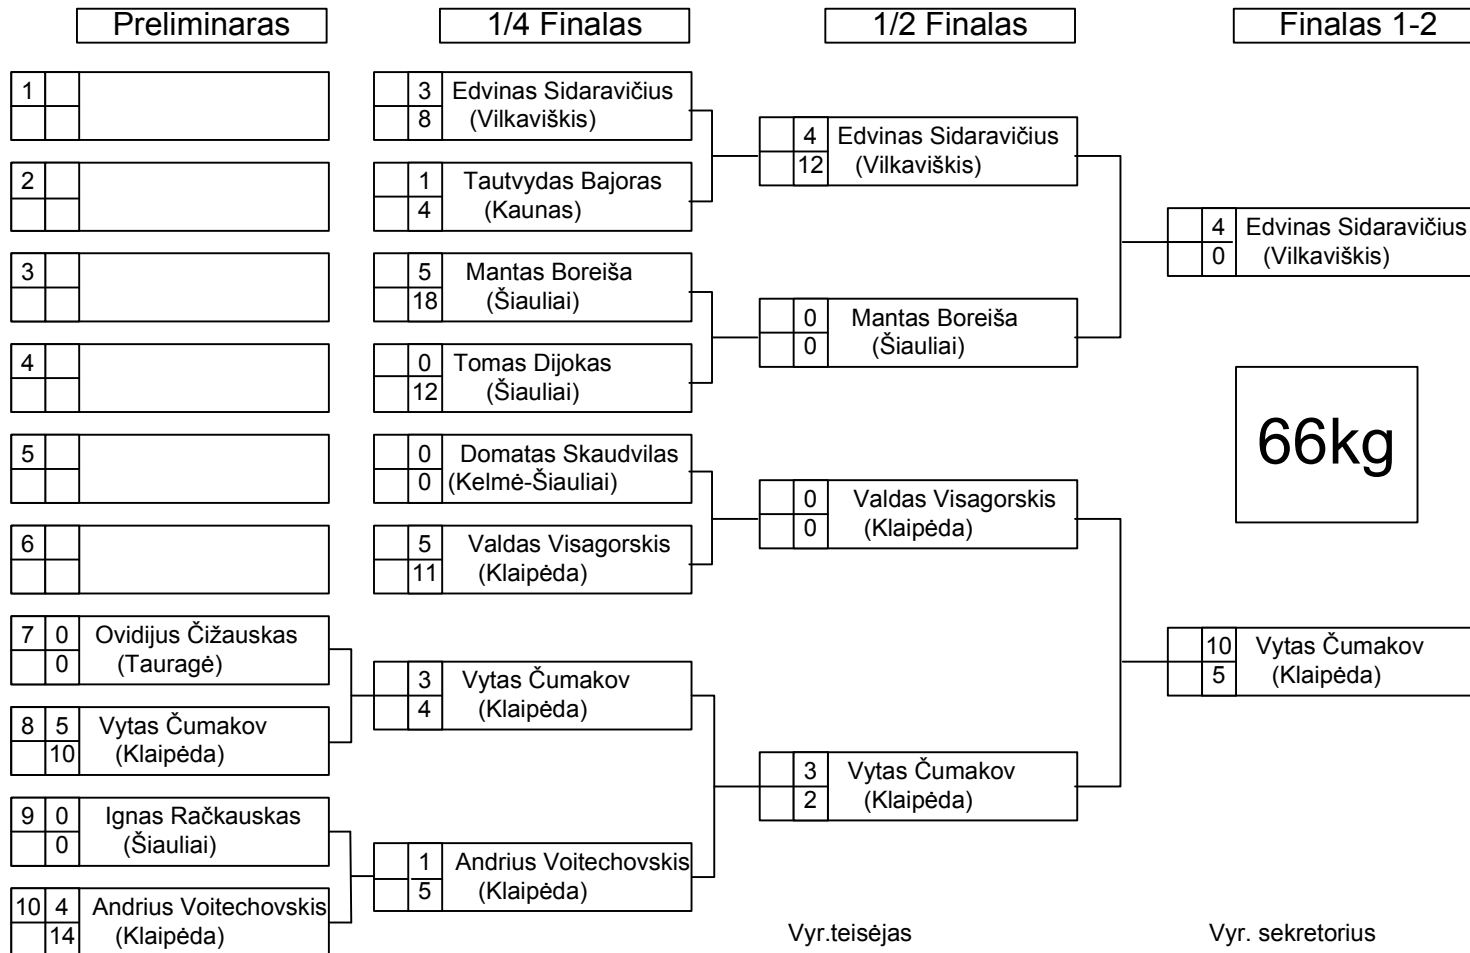 Preliminaras
1/4 Finalas
1/2 Finalas
Finalas 1-2
1
2
3
4
5
6
7 0 Ovidijus Čižauskas
0 (Tauragė)
8 5 Vytas Čumakov
10 (Klaipėda)
9 0 Ignas Račkauskas
0 (Šiauliai)
10 4 Andrius Voitechovskis
14 (Klaipėda)
3 Edvinas Sidaravičius
8 (Vilkaviškis)
1 Tautvydas Bajoras
4 (Kaunas)
5 Mantas Boreiša
18 (Šiauliai)
0 Tomas Dijokas
12 (Šiauliai)
0 Domatas Skaudvilas
0 (Kelmė-Šiauliai)
5 Valdas Visagorskis
11 (Klaipėda)
3 Vytas Čumakov
4 (Klaipėda)
1 Andrius Voitechovskis
5 (Klaipėda)
4 Edvinas Sidaravičius
12 (Vilkaviškis)
0 Mantas Boreiša
0 (Šiauliai)
0 Valdas Visagorskis
0 (Klaipėda)
3 Vytas Čumakov
2 (Klaipėda)
4 Edvinas Sidaravičius
0 (Vilkaviškis)
66kg
10 Vytas Čumakov
5 (Klaipėda)
Vyr.teisėjas
Vyr. sekretorius